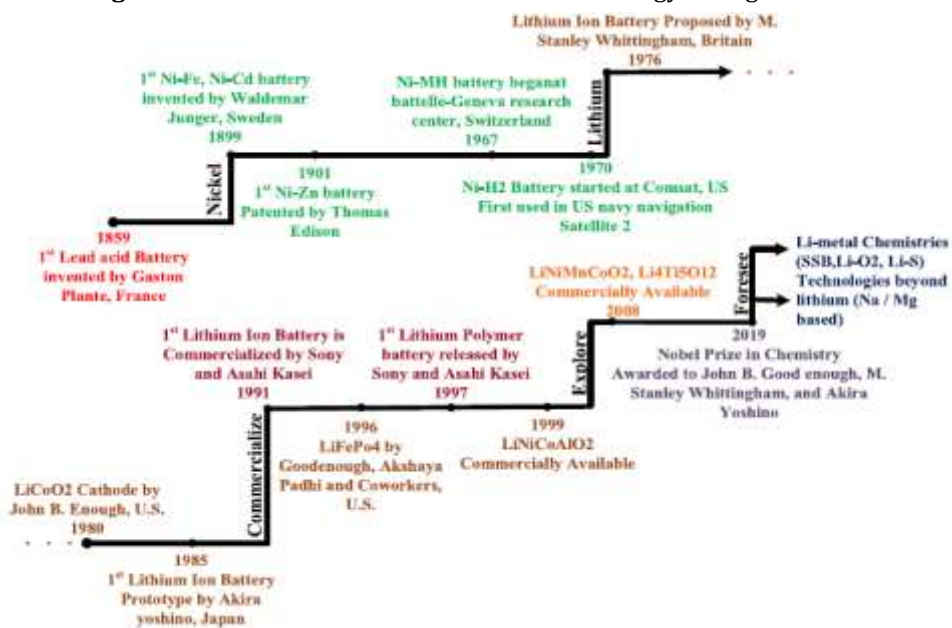 Lithium Ion Battery Proposed by M.
Stanley Whittingham, Britain
1976
1st Ni-Fe, Ni-Cd battery
invented by Waldemar
Junger, Sweden
1899
Ni-MH battery beganat
battelle-Geneva research
center, Switzerland
1967
Lithium
Nickel
1901
1st Ni-Zn battery
Patented by Thomas
Edison
1970
Ni-H2 Battery started at Comsat, US
First used in US navy navigation
Satellite 2
1859
1st Lead acid Battery
invented by Gaston
Plante, France
LiNiMnCoO2, Li4Ti5O12
Commercially Available
2008
Foresee
Li-metal Chemistries
(SSB,Li-O2, Li-S)
Technologies beyond
lithium (Na / Mg
based)
2019
Nobel Prize in Chemistry
Awarded to John B. Good enough, M.
Stanley Whittingham, and Akira
Yoshino
1st Lithium Ion Battery is
Commercialized by Sony
and Asahi Kasei
1991
1st Lithium Polymer
battery released by
Sony and Asahi Kasei
1997
Explore
Commercialize
1996
LiFePo4 by
Goodenough, Akshaya
Padhi and Coworkers,
U.S.
1999
LiNiCoAlO2
Commercially Available
LiCoO2 Cathode by
John B. Enough, U.S.
1980
1985
1st Lithium Ion Battery
Prototype by Akira
yoshino, Japan